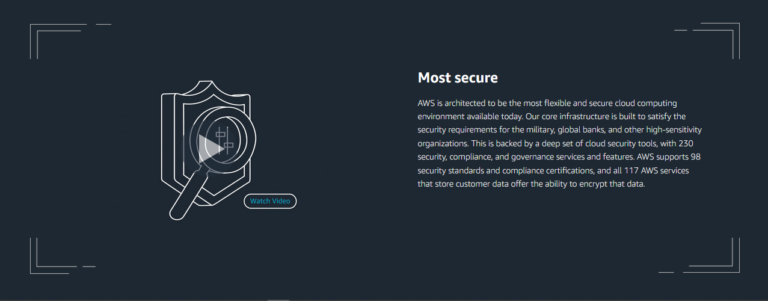 Most secure
AWS is architected to be the most flexible and secure cloud computing
environment available today. Our core infrastructure is built to satisfy the
security requirements for the military, global banks, and other high-sensitivity
organizations. This is backed by a deep set of cloud security tools, with 230
security, compliance, and governance services and features. AWS supports 98
security standards and compliance certifications, and all 117 AWS services
that store customer data offer the ability to encrypt that data.
Watch Video